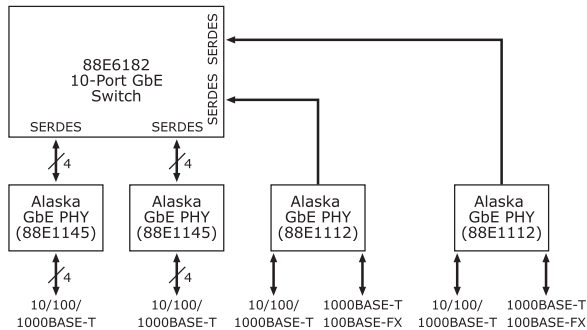 88E6182
10-Port GbE
Switch
SERDES
SERDES
SERDES
SERDES
4
4
Alaska
GbE PHY
(88E1145)
Alaska
GbE PHY
(88E1145)
Alaska
GbE PHY
(88E1112)
Alaska
GbE PHY
(88E1112)
4
4
10/100/
1000BASE-T
10/100/
1000BASE-T
10/100/
1000BASE-T
1000BASE-T
100BASE-FX
10/100/
1000BASE-T
1000BASE-T
100BASE-FX